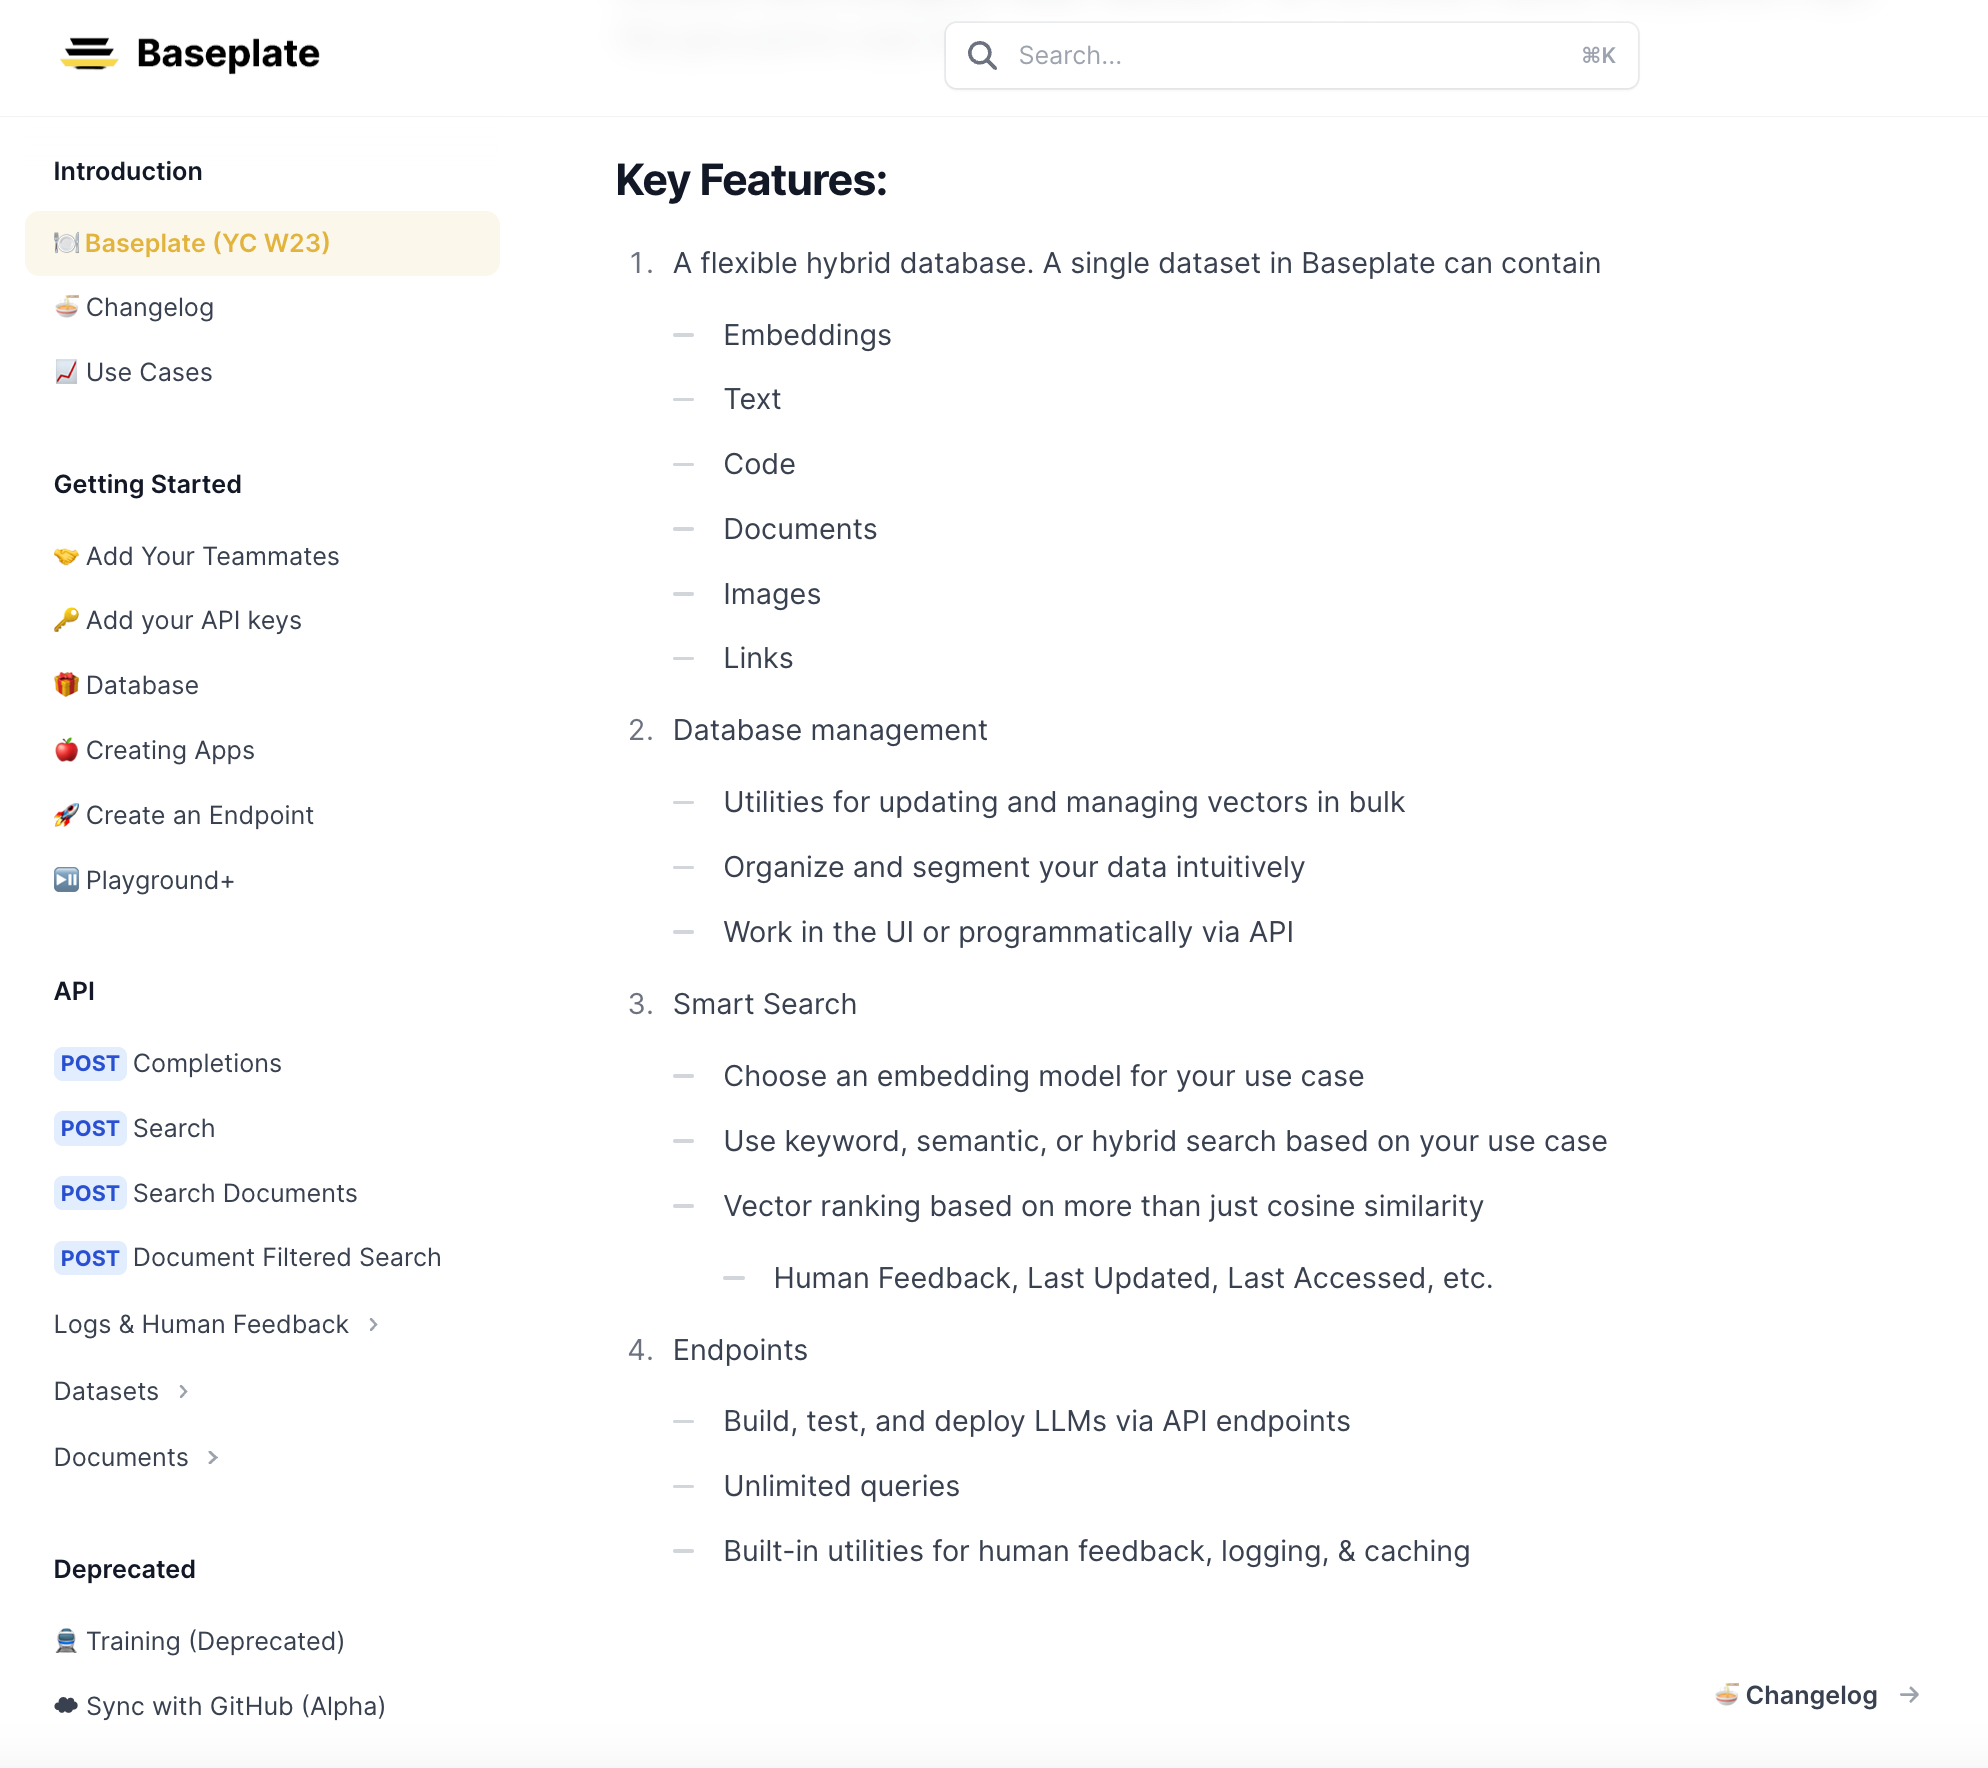 Baseplate
Search...
⌘K
Introduction
Baseplate (YC W23)
Changelog
Use Cases
Getting Started
Add Your Teammates
Add your API keys
Database
Creating Apps
Create an Endpoint
Playground+
API
POST Completions
POST Search
POST Search Documents
POST Document Filtered Search
Logs & Human Feedback
Datasets
Documents
Deprecated
Training (Deprecated)
Sync with GitHub (Alpha)
Key Features:
1. A flexible hybrid database. A single dataset in Baseplate can contain
— Embeddings
— Text
— Code
— Documents
— Images
— Links
2. Database management
— Utilities for updating and managing vectors in bulk
— Organize and segment your data intuitively
— Work in the UI or programmatically via API
3. Smart Search
— Choose an embedding model for your use case
— Use keyword, semantic, or hybrid search based on your use case
— Vector ranking based on more than just cosine similarity
— Human Feedback, Last Updated, Last Accessed, etc.
4. Endpoints
— Build, test, and deploy LLMs via API endpoints
— Unlimited queries
— Built-in utilities for human feedback, logging, & caching
Changelog